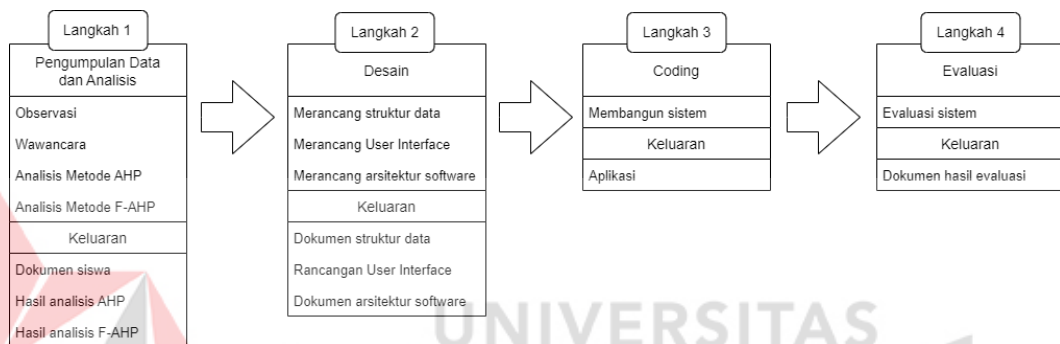 Langkah 1
Pengumpulan Data
dan Analisis
Observasi
Wawancara
Analisis Metode AHP
Analisis Metode F-AHP
Keluaran
Dokumen siswa
Hasil analisis AHP
Hasil analisis F-AHP
Langkah 2
Desain
Merancang struktur data
Merancang User Interface
Merancang arsitektur software
Keluaran
Dokumen struktur data
Rancangan User Interface
Dokumen arsitektur software
Langkah 3
Coding
Membangun sistem
Keluaran
Aplikasi
Langkah 4
Evaluasi
Evaluasi sistem
Keluaran
Dokumen hasil evaluasi
UNIVERSITAS